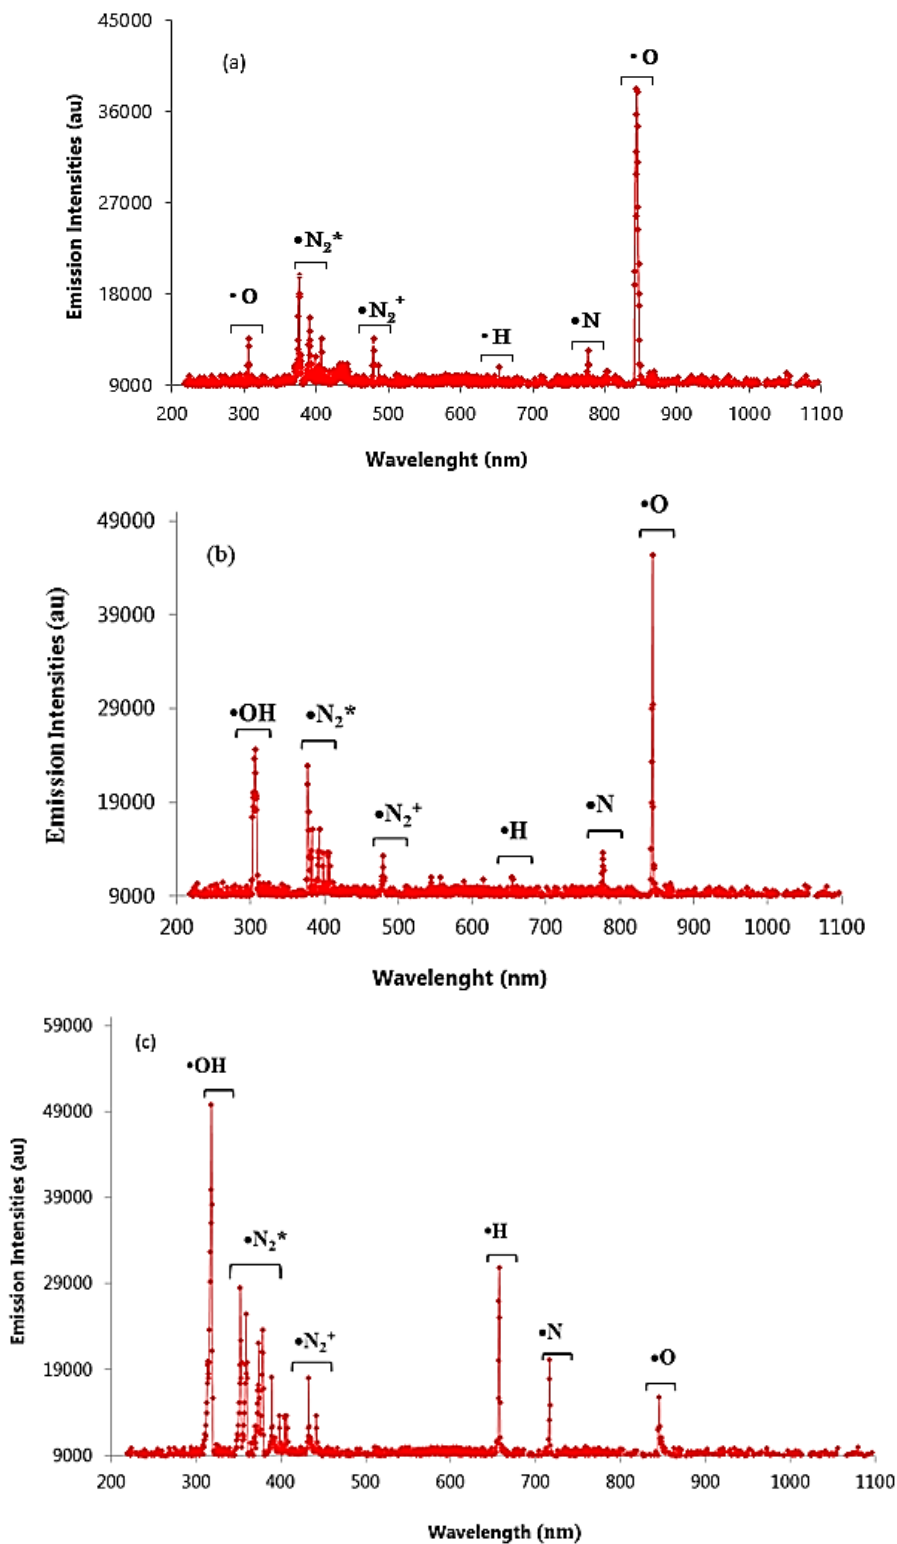 45000
(a)
•O
Emission Intensities (au)
36000
27000
•N₂*
18000
•O
•N₂⁺
•N
•H
9000
200 300 400 500 600 700 800 900 1000 1100
Wavelenght (nm)
•O
49000
(b)
Emission Intensities (au)
39000
29000
•OH •N₂*
19000
•N₂⁺
•N
•H
9000
200 300 400 500 600 700 800 900 1000 1100
Wavelenght (nm)
59000
(c)
•OH
49000
Emission Intensities (au)
39000
•N₂*
•H
29000
•N₂⁺
•N
•O
19000
9000
200 300 400 500 600 700 800 900 1000 1100
Wavelength (nm)